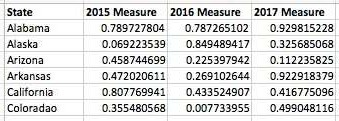 State 2015 Measure 2016 Measure 2017 Measure
Alabama 0.789727804 0.787265102 0.929815228
Alaska 0.069223539 0.849489417 0.325685068
Arizona 0.458744699 0.225397942 0.112235825
Arkansas 0.472020611 0.269102644 0.922918379
California 0.807769941 0.433524907 0.416775096
Coloradao 0.355480568 0.007733955 0.499048116